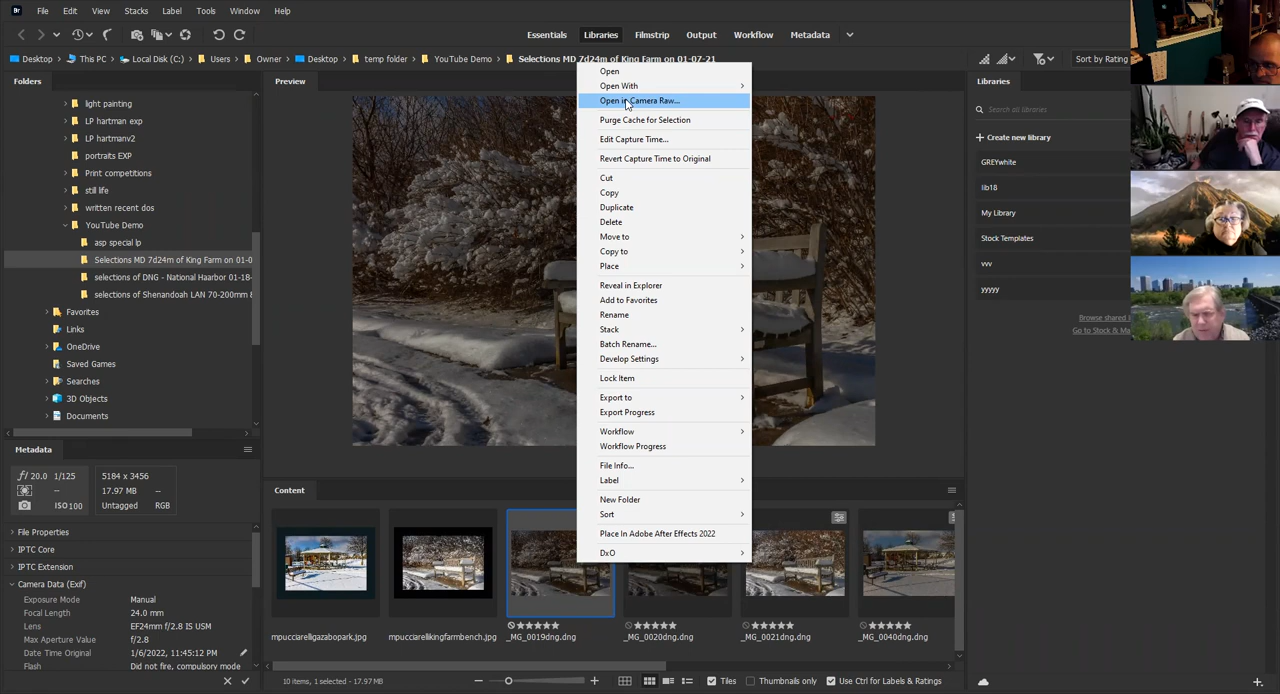 Br File Edit View Stacks Label Tools Window Help
Essentials Libraries Filmstrip Output Workflow Metadata
Desktop > This PC > Local Disk (C:) > Users > Owner > Desktop > temp folder > YouTube Demo > Selections MD 7d24m of King Farm on 01-07-21
Sort by Rating
Folders
light painting
LP hartman exp
LP hartmanv2
portraits EXP
Print competitions
still life
written recent dos
YouTube Demo
asp special lp
Selections MD 7d24m of King Farm on 01-0
selections of DNG - National Haarbor 01-18-
selections of Shenandoah LAN 70-200mm &
Favorites
Links
OneDrive
Saved Games
Searches
3D Objects
Documents
Metadata
f/ 20.0 1/125
--
ISO100
5184 x 3456
17.97 MB --
Untagged RGB
File Properties
IPTC Core
IPTC Extension
Camera Data (Exif)
Exposure Mode Manual
Focal Length 24.0 mm
Lens EF24mm f/2.8 IS USM
Max Aperture Value f/2.8
Date Time Original 1/6/2022, 11:45:12 PM
Flash Did not fire, compulsory mode
Preview
Open
Open With
Open in Camera Raw...
Purge Cache for Selection
Edit Capture Time...
Revert Capture Time to Original
Cut
Copy
Duplicate
Delete
Move to
Copy to
Place
Reveal in Explorer
Add to Favorites
Rename
Stack
Batch Rename...
Develop Settings
Lock Item
Export to
Export Progress
Workflow
Workflow Progress
File Info...
Label
New Folder
Sort
Place In Adobe After Effects 2022
DxO
Content
mpucciarelligazabopark.jpg
mpucciarellikingfarmbench.jpg
_MG_0019dng.dng
_MG_0020dng.dng
_MG_0021dng.dng
_MG_0040dng.dng
10 items, 1 selected - 17.97 MB
Tiles Thumbnails only Use Ctrl for Labels & Ratings
Libraries
Search all libraries
Create new library
GREYwhite
lib18
My Library
Stock Templates
vvv
yyyyy
Browse shared li
Go to Stock & Ma